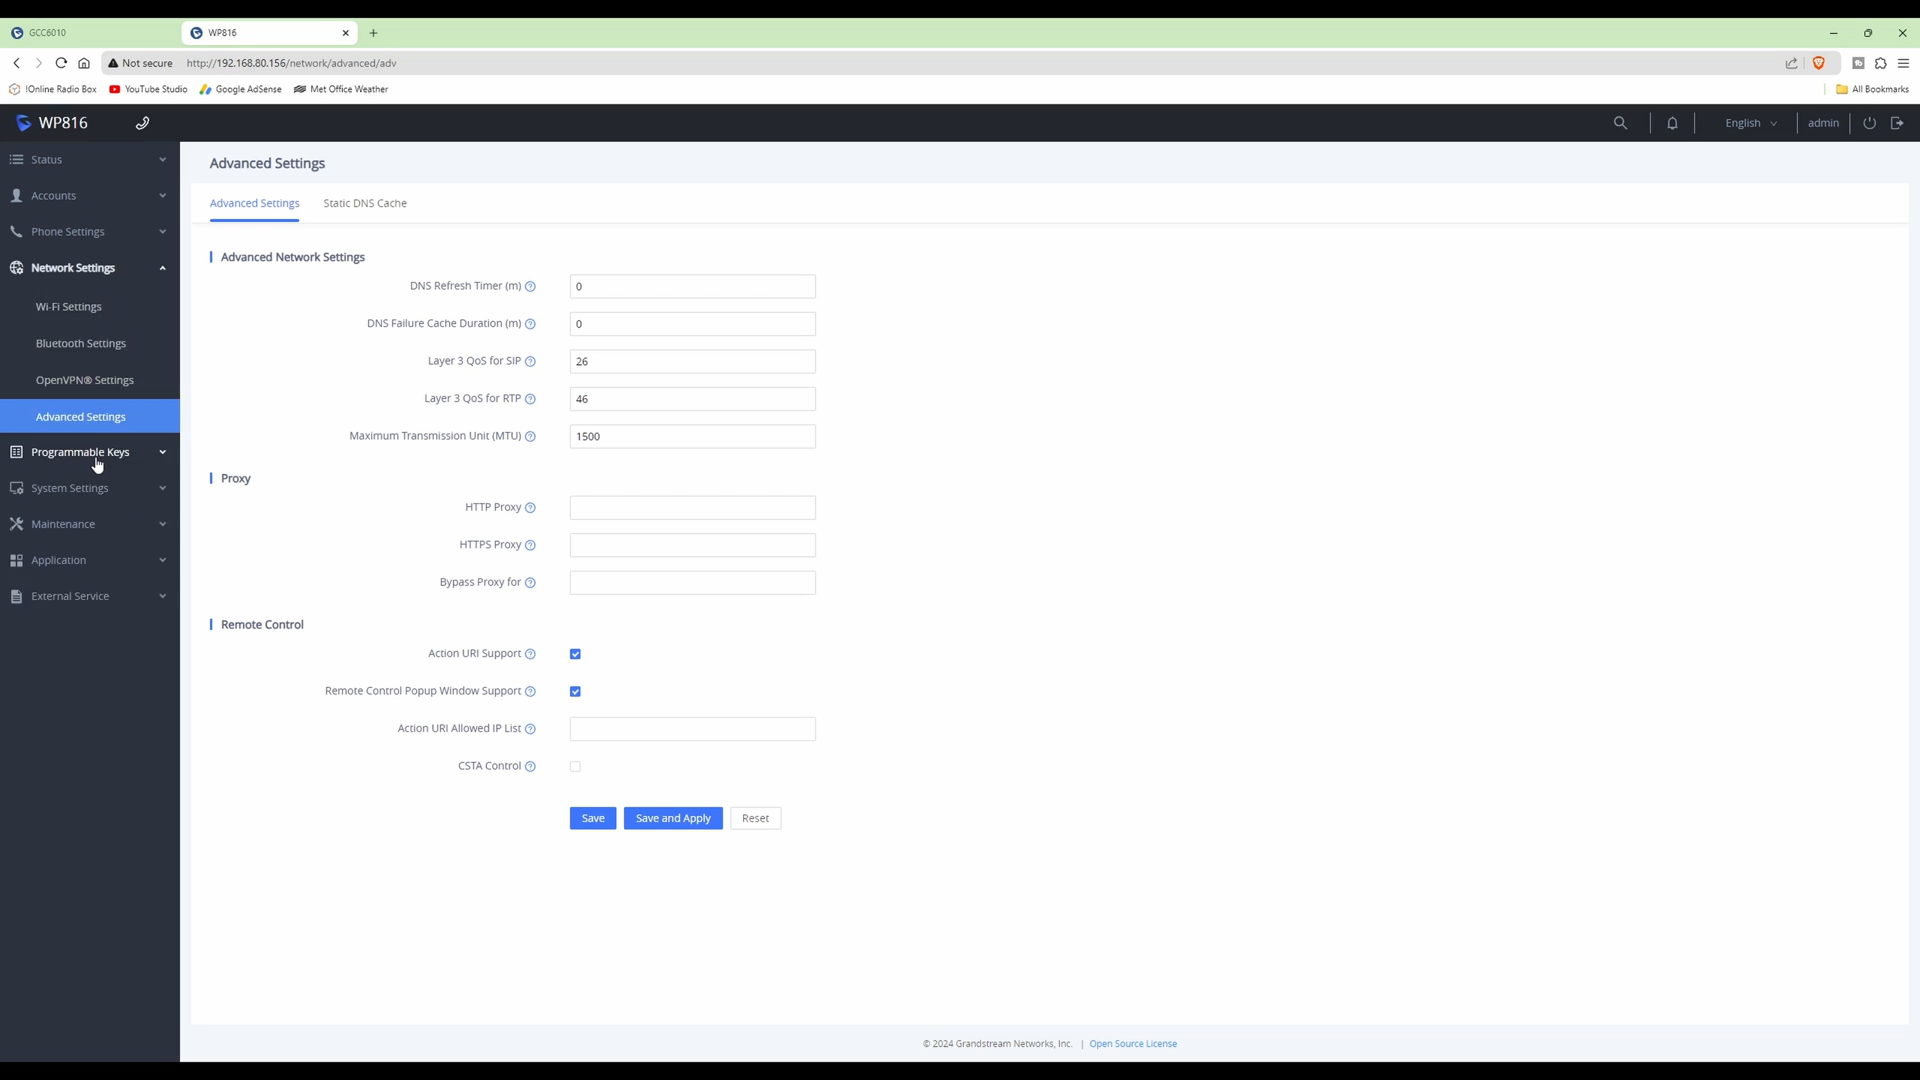 GCC6010
WP816
Not secure http://192.168.80.156/network/advanced/adv
!Online Radio Box YouTube Studio Google AdSense Met Office Weather All Bookmarks
WP816 English admin
Status
Accounts
Phone Settings
Network Settings
Wi-Fi Settings
Bluetooth Settings
OpenVPN® Settings
Advanced Settings
Programmable Keys
System Settings
Maintenance
Application
External Service
Advanced Settings
Advanced Settings Static DNS Cache
Advanced Network Settings
DNS Refresh Timer (m) 0
DNS Failure Cache Duration (m) 0
Layer 3 QoS for SIP 26
Layer 3 QoS for RTP 46
Maximum Transmission Unit (MTU) 1500
Proxy
HTTP Proxy
HTTPS Proxy
Bypass Proxy for
Remote Control
Action URI Support
Remote Control Popup Window Support
Action URI Allowed IP List
CSTA Control
Save Save and Apply Reset
© 2024 Grandstream Networks, Inc. | Open Source License